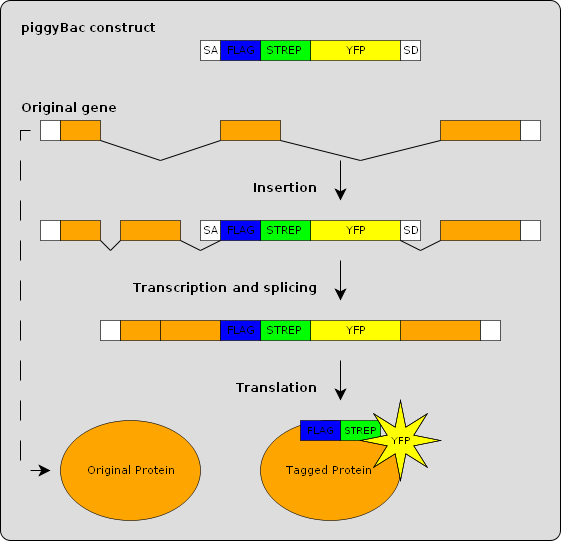 piggyBac construct
SA FLAG STREP YFP SD
Original gene
Insertion
SA FLAG STREP YFP SD
Transcription and splicing
FLAG STREP YFP
Translation
FLAG STREP YFP
Original Protein Tagged Protein